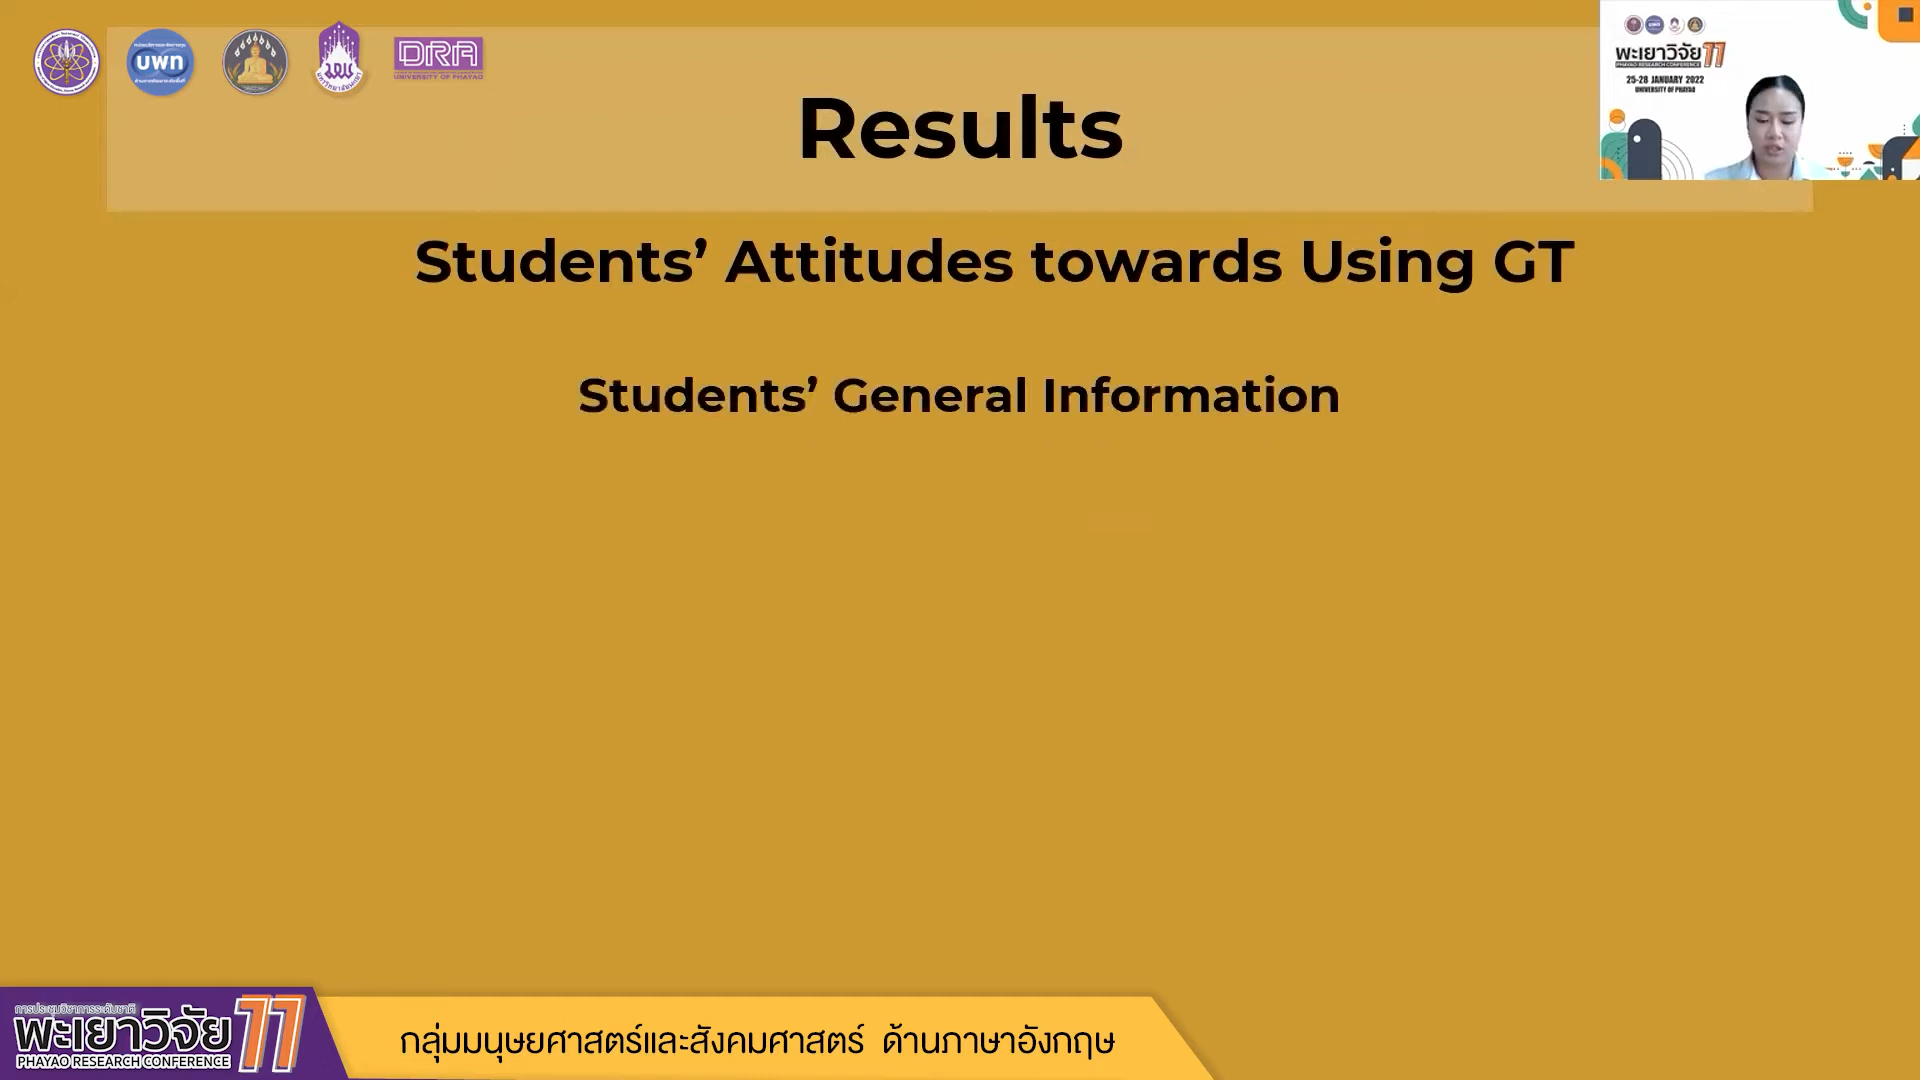 อพท
DRA
UNIVERSITY OF PHAYAO
Results
พะเยาวิจัย 11
PHAYAO RESEARCH CONFERENCE
25-28 JANUARY 2022
UNIVERSITY OF PHAYAO
Students’ Attitudes towards Using GT
Students’ General Information
การประชุมวิชาการระดับชาติ
พะเยาวิจัย 11
PHAYAO RESEARCH CONFERENCE
กลุ่มมนุษยศาสตร์และสังคมศาสตร์ ด้านภาษาอังกฤษ